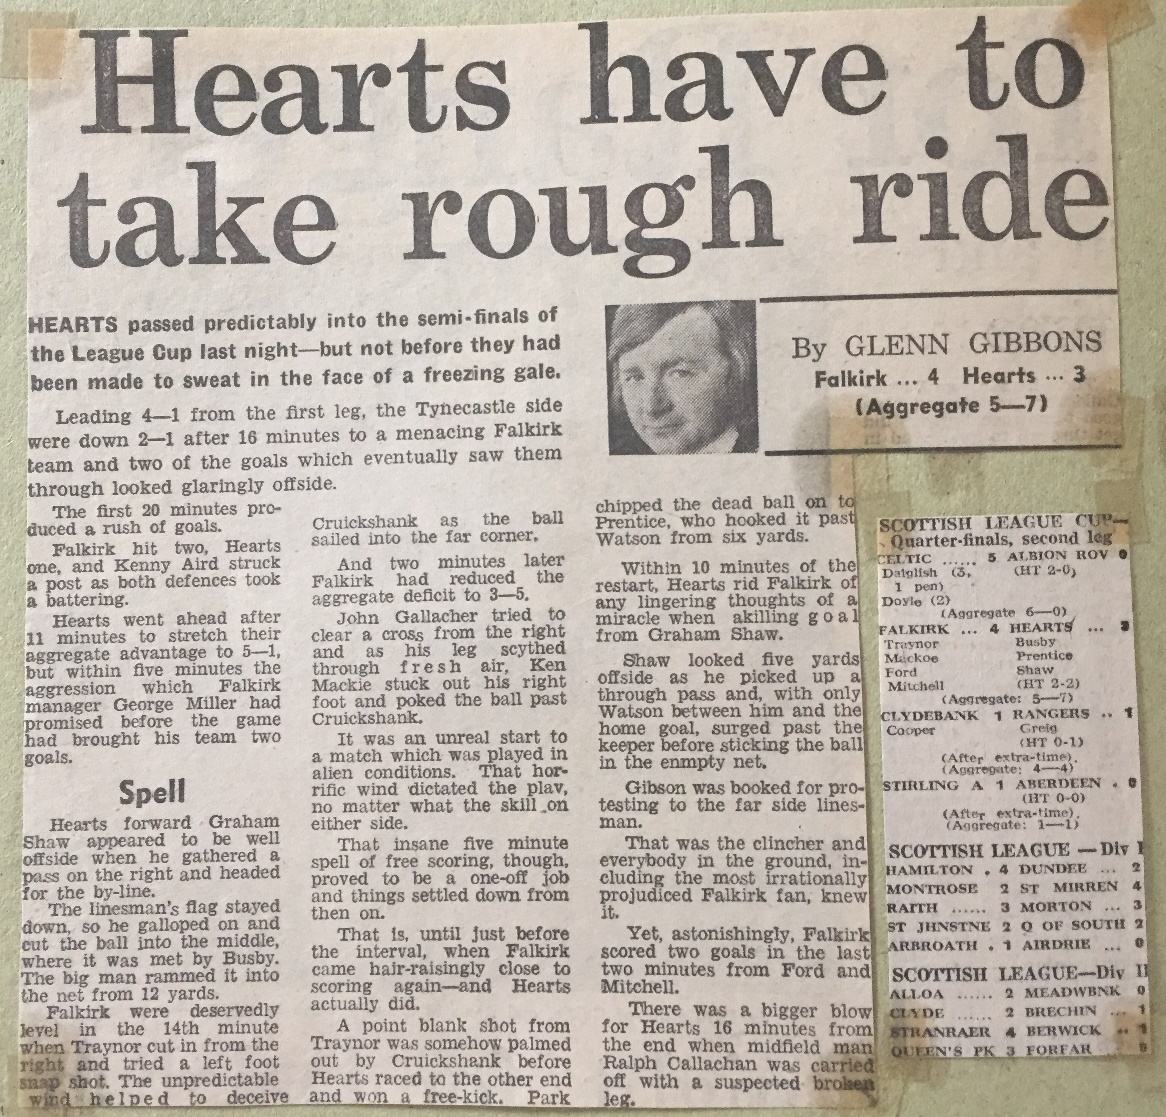 Hearts have to
take rough ride
HEARTS passed predictably into the semi-finals of
the League Cup last night—but not before they had
been made to sweat in the face of a freezing gale.
Leading 4—1 from the first leg, the Tynecastle side
were down 2—1 after 16 minutes to a menacing Falkirk
team and two of the goals which eventually saw them
through looked glaringly offside.
By GLENN GIBBONS
Falkirk ... 4 Hearts ... 3
(Aggregate 5—7)
The first 20 minutes pro-
duced a rush of goals.
Falkirk hit two, Hearts
one, and Kenny Aird struck
a post as both defences took
a battering.
Hearts went ahead after
11 minutes to stretch their
aggregate advantage to 5—1,
but within five minutes the
aggression which Falkirk
manager George Miller had
promised before the game
had brought his team two
goals.
Spell
Hearts forward Graham
Shaw appeared to be well
offside when he gathered a
pass on the right and headed
for the by-line.
The linesman's flag stayed
down, so he galloped on and
cut the ball into the middle,
where it was met by Busby.
The big man rammed it into
the net from 12 yards.
Falkirk were deservedly
level in the 14th minute
when Traynor cut in from the
right and tried a left foot
snap shot. The unpredictable
wind helped to deceive
Cruickshank as the ball
sailed into the far corner.
And two minutes later
Falkirk had reduced the
aggregate deficit to 3—5.
John Gallacher tried to
clear a cross from the right
and as his leg scythed
through fresh air, Ken
Mackie stuck out his right
foot and poked the ball past
Cruickshank.
It was an unreal start to
a match which was played in
alien conditions. That hor-
rific wind dictated the play,
no matter what the skill on
either side.
That insane five minute
spell of free scoring, though,
proved to be a one-off job
and things settled down from
then on.
That is, until just before
the interval, when Falkirk
came hair-raisingly close to
scoring again—and Hearts
actually did.
A point blank shot from
Traynor was somehow palmed
out by Cruickshank before
Hearts raced to the other end
and won a free-kick. Park
chipped the dead ball on to
Prentice, who hooked it past
Watson from six yards.
Within 10 minutes of the
restart, Hearts rid Falkirk of
any lingering thoughts of a
miracle when akilling goal
from Graham Shaw.
Shaw looked five yards
offside as he picked up a
through pass and, with only
Watson between him and the
home goal, surged past the
keeper before sticking the ball
in the enmpty net.
Gibson was booked for pro-
testing to the far side lines-
man.
That was the clincher and
everybody in the ground, in-
cluding the most irrationally
projudiced Falkirk fan, knew
it.
Yet, astonishingly, Falkirk
scored two goals in the last
two minutes from Ford and
Mitchell.
There was a bigger blow
for Hearts 16 minutes from
the end when midfield man
Ralph Callachan was carried
off with a suspected broken
leg.
SCOTTISH LEAGUE CUP—
Quarter-finals, second leg
CELTIC ...... 5 ALBION ROV 0
Dalglish (3, (HT 2-0)
1 pen)
Doyle (2)
(Aggregate 6—0)
FALKIRK ... 4 HEARTS ... 3
Traynor Busby
Mackoe Prentice
Ford Shaw
Mitchell (HT 2-2)
(Aggregate: 5—7)
CLYDEBANK 1 RANGERS .. 1
Cooper Greig
(HT 0-1)
(After extra-time).
(Aggregate: 4—4)
STIRLING A 1 ABERDEEN . 0
(HT 0-0)
(After extra-time).
(Aggregate: 1—1)
SCOTTISH LEAGUE — Div I
HAMILTON . 4 DUNDEE ... 2
MONTROSE 2 ST MIRREN 4
RAITH ...... 3 MORTON ... 3
ST JHNSTNE 2 Q OF SOUTH 2
ARBROATH . 1 AIRDRIE ... 0
SCOTTISH LEAGUE—Div II
ALLOA ...... 2 MEADWBNK 0
CLYDE ...... 2 BRECHIN ... 1
STRANRAER 4 BERWICK .. 1
QUEEN'S PK 3 FORFAR